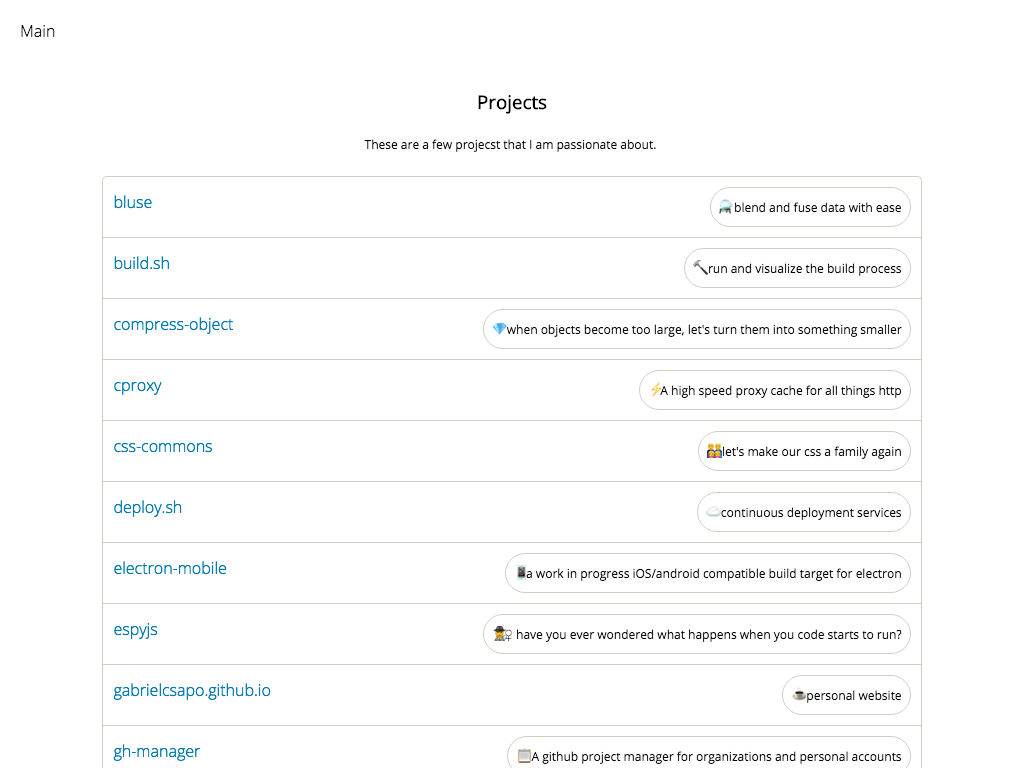 Main
Projects
These are a few projecst that I am passionate about.
bluse
blend and fuse data with ease
build.sh
run and visualize the build process
compress-object
when objects become too large, let's turn them into something smaller
cproxy
A high speed proxy cache for all things http
css-commons
let's make our css a family again
deploy.sh
continuous deployment services
electron-mobile
a work in progress iOS/android compatible build target for electron
espyjs
have you ever wondered what happens when you code starts to run?
gabrielcsapo.github.io
personal website
gh-manager
A github project manager for organizations and personal accounts